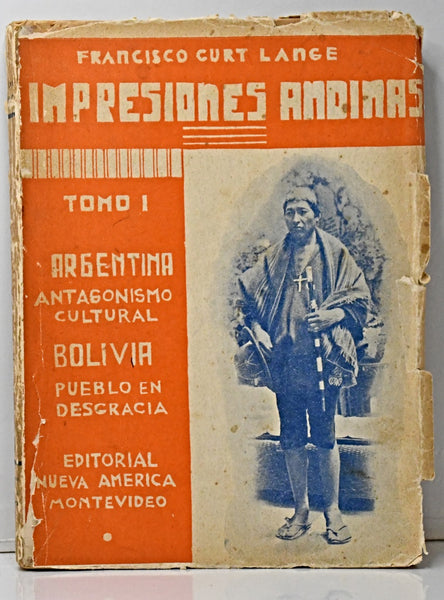 FRANCISCO CURT LANGE
IMPRESIONES ANDINAS
TOMO I
ARGENTINA
ANTAGONISMO
CULTURAL
BOLIVIA
PUEBLO EN
DESGRACIA
EDITORIAL
NUEVA AMERICA
MONTEVIDEO